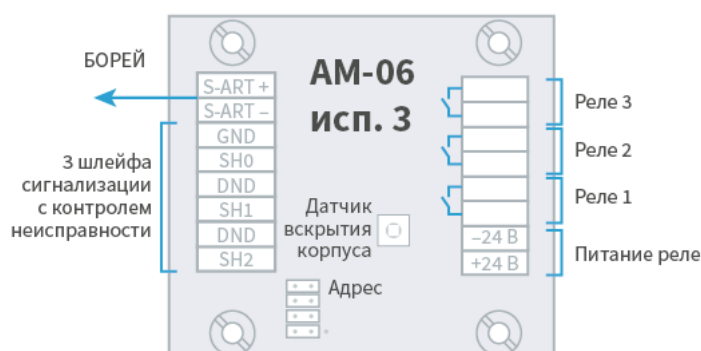 БОРЕЙ
S-ART +
S-ART –
GND
SH0
DND
SH1
DND
SH2
3 шлейфа
сигнализации
с контролем
неисправности
АМ-06
исп. 3
Датчик
вскрытия
корпуса
Адрес
Реле 3
Реле 2
Реле 1
–24 В
+24 В
Питание реле